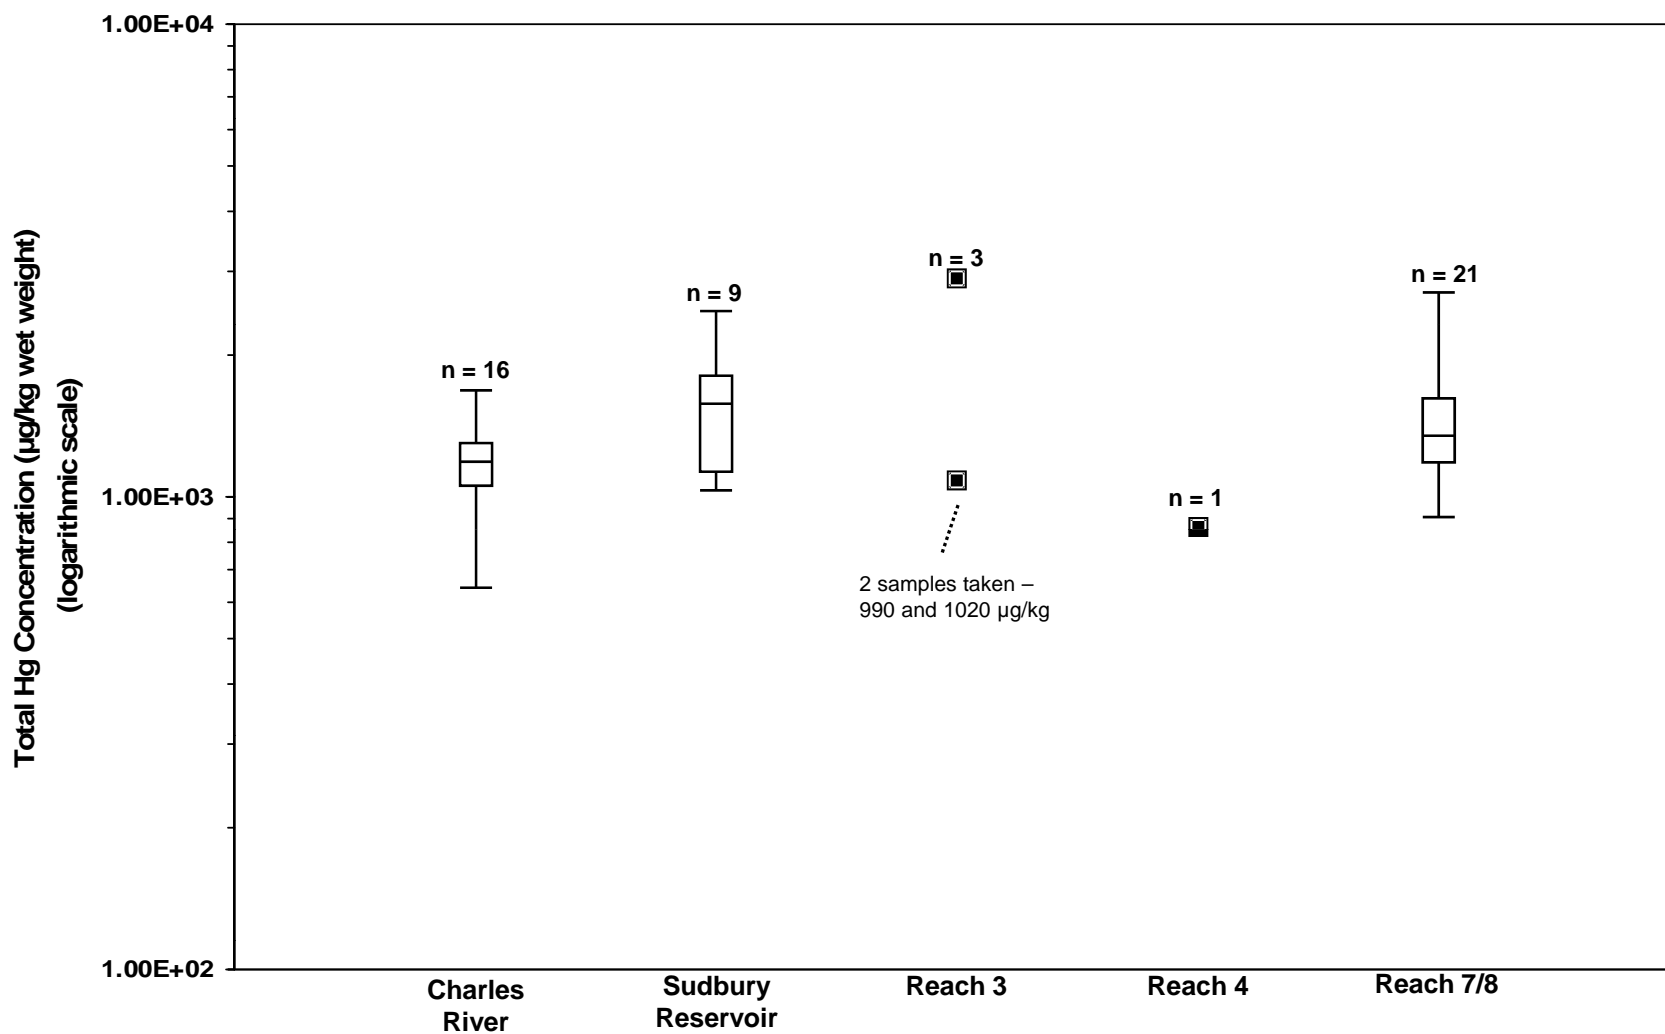 1.00E+04
1.00E+03
1.00E+02
Total Hg Concentration (µg/kg wet weight)
(logarithmic scale)
n = 16
n = 9
n = 3
n = 1
n = 21
2 samples taken –
990 and 1020 µg/kg
Charles
River
Sudbury
Reservoir
Reach 3
Reach 4
Reach 7/8